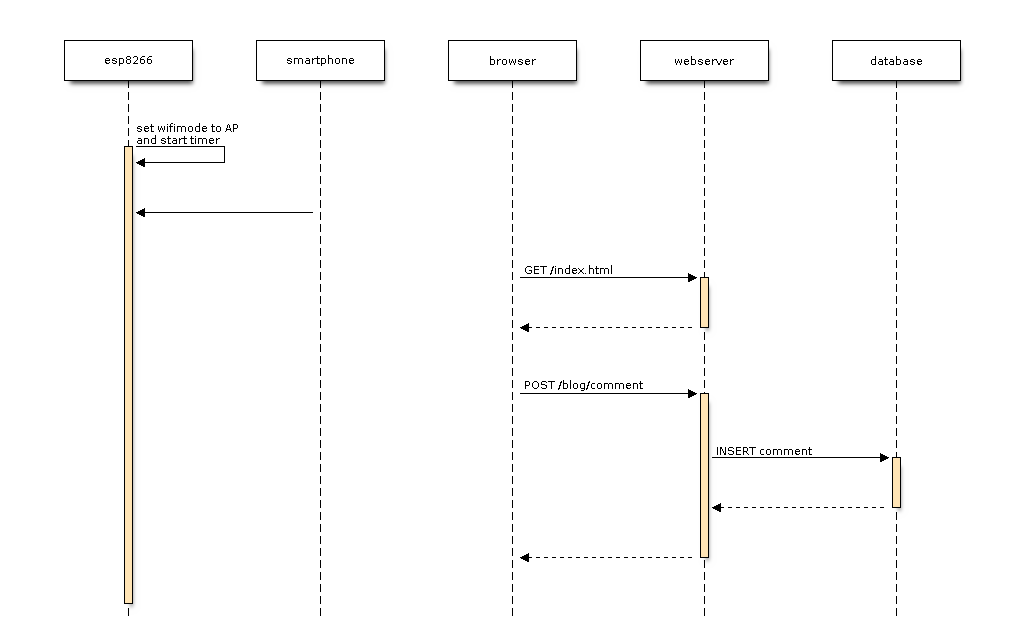 esp8266
smartphone
browser
webserver
database
set wifimode to AP
and start timer
GET /index.html
POST /blog/comment
INSERT comment